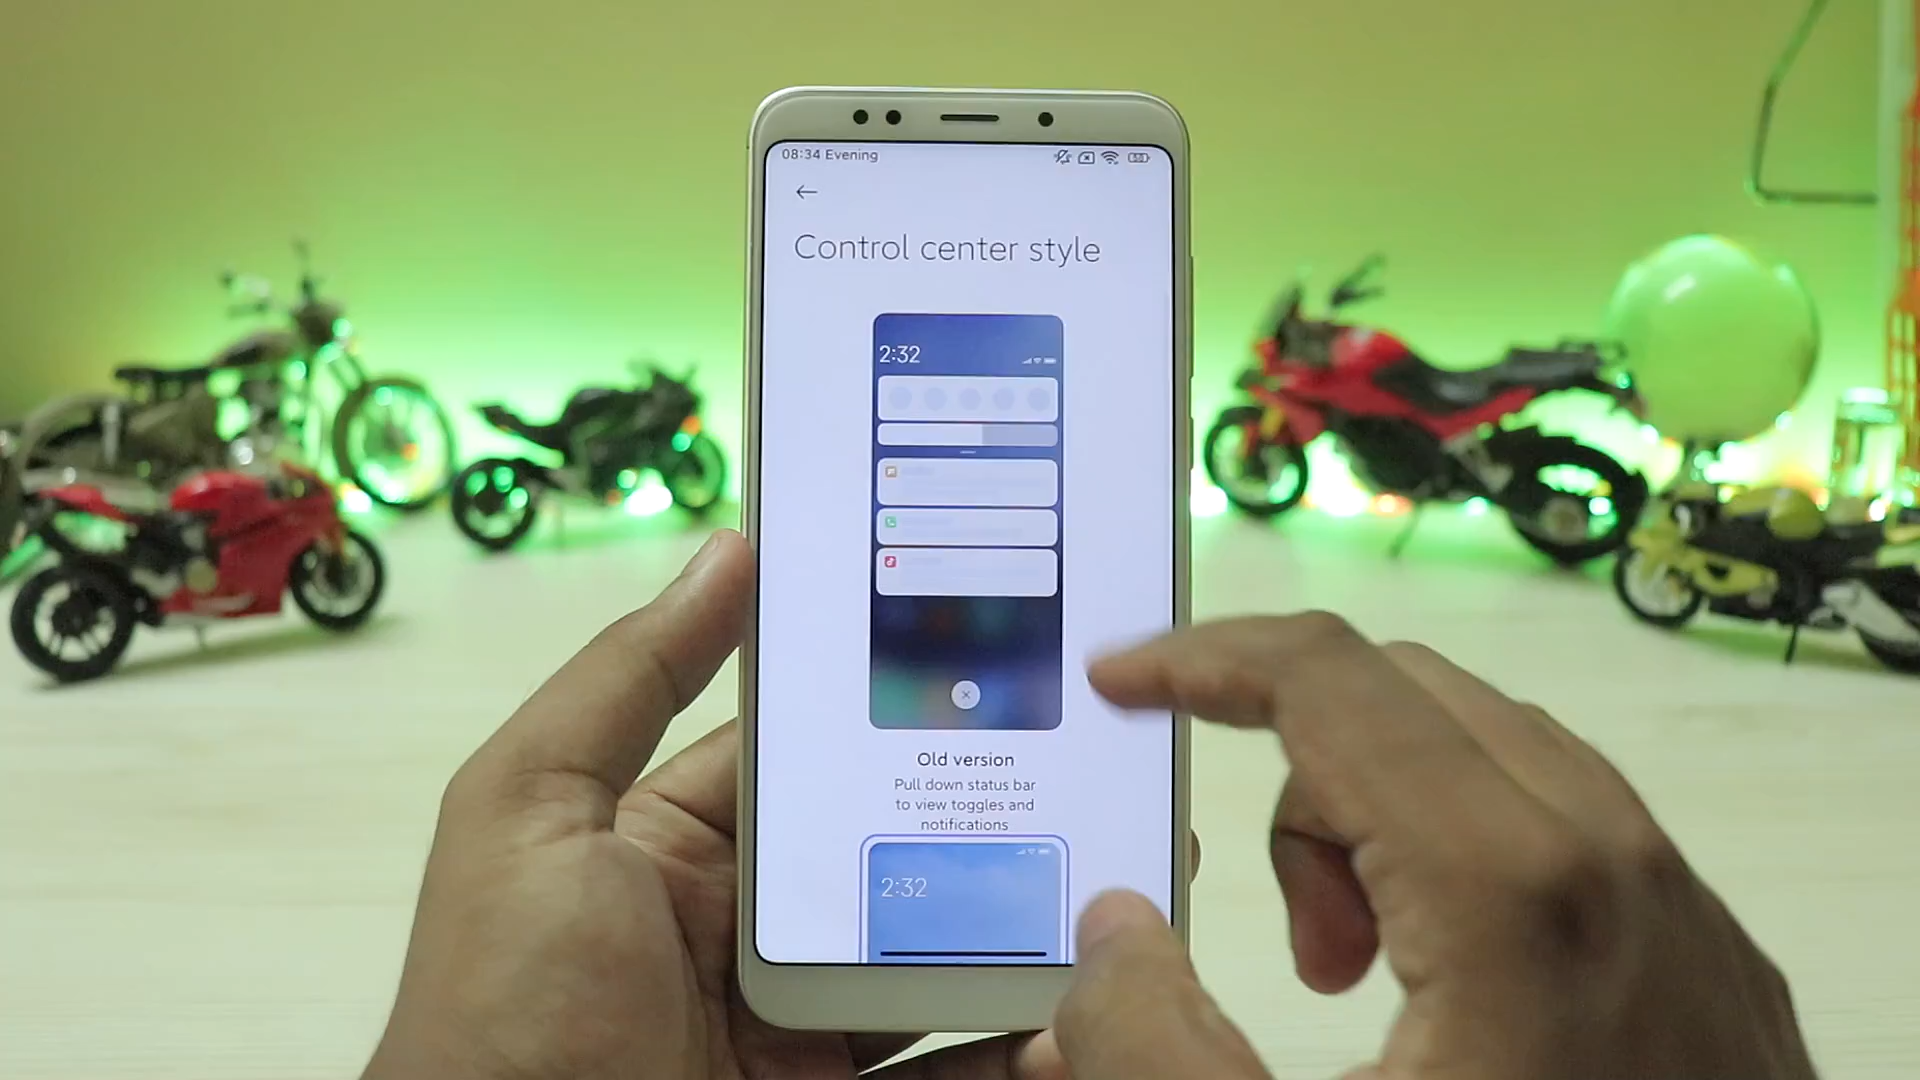 08:34 Evening
Control center style
2:32
Old version
Pull down status bar
to view toggles and
notifications
2:32